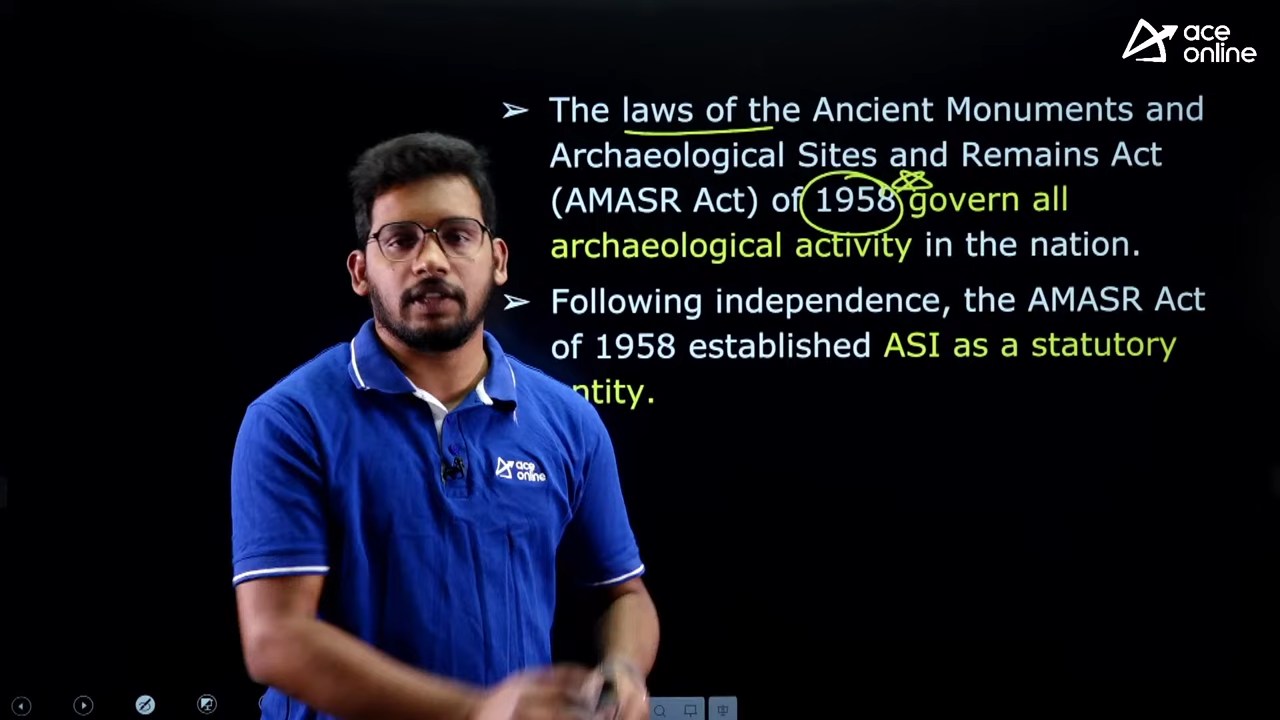 ace
online
➢ The laws of the Ancient Monuments and
Archaeological Sites and Remains Act
(AMASR Act) of 1958 govern all
archaeological activity in the nation.
➢ Following independence, the AMASR Act
of 1958 established ASI as a statutory
ntity.
ace
online